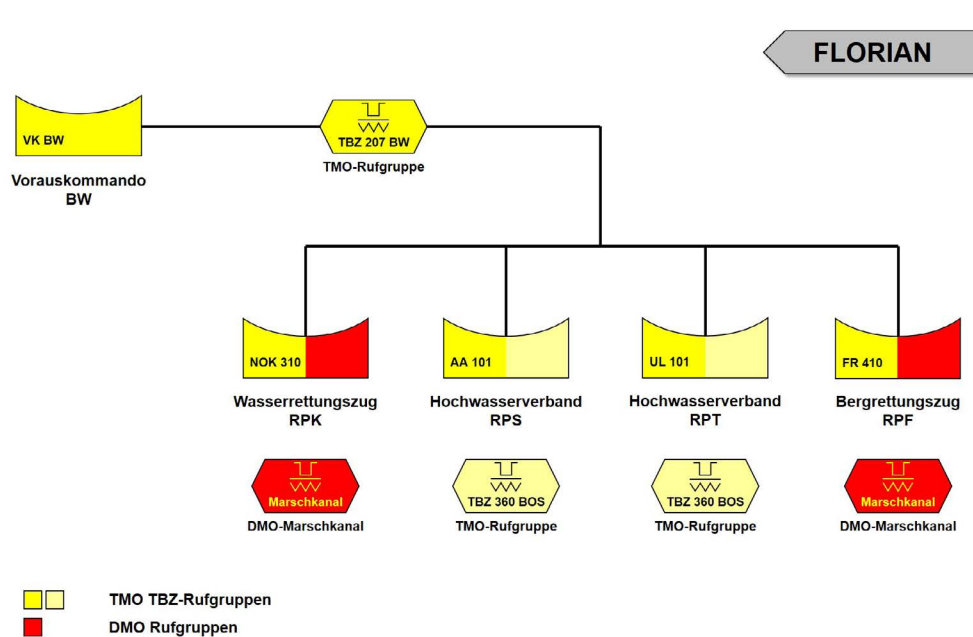 FLORIAN
VK BW
TBZ 207 BW
TMO-Rufgruppe
Vorauskommando
BW
NOK 310
AA 101
UL 101
FR 410
Wasserrettungszug
RPK
Hochwasserverband
RPS
Hochwasserverband
RPT
Bergrettungszug
RPF
Marschkanal
TBZ 360 BOS
TBZ 360 BOS
Marschkanal
DMO-Marschkanal
TMO-Rufgruppe
TMO-Rufgruppe
DMO-Marschkanal
TMO TBZ-Rufgruppen
DMO Rufgruppen